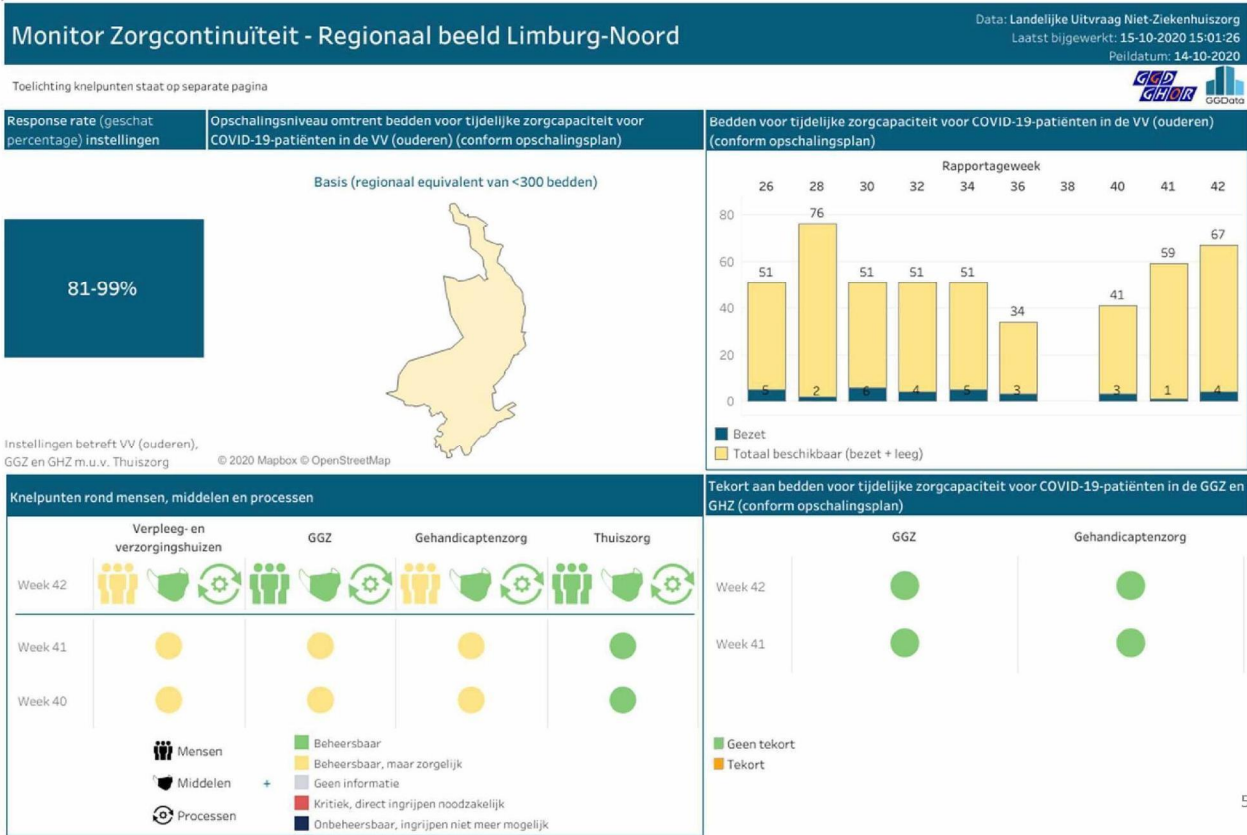 Monitor Zorgcontinuïteit - Regionaal beeld Limburg-Noord
Data: Landelijke Uitvraag Niet-Ziekenhuiszorg
Laatst bijgewerkt: 15-10-2020 15:01:26
Peildatum: 14-10-2020
Toelichting knelpunten staat op separate pagina
GGD
GHOR
GGData
Response rate (geschat
percentage) instellingen
81-99%
Instellingen betreft VV (ouderen),
GGZ en GHZ m.u.v. Thuiszorg
Opschalingsniveau omtrent bedden voor tijdelijke zorgcapaciteit voor
COVID-19-patiënten in de VV (ouderen) (conform opschalingsplan)
Basis (regionaal equivalent van <300 bedden)
© 2020 Mapbox © OpenStreetMap
Bedden voor tijdelijke zorgcapaciteit voor COVID-19-patiënten in de VV (ouderen)
(conform opschalingsplan)
Rapportageweek
26 28 30 32 34 36 38 40 41 42
80
60
40
20
0
51 76 51 51 51 34 41 59 67
5 2 6 4 5 3 3 1 4
Bezet
Totaal beschikbaar (bezet + leeg)
Knelpunten rond mensen, middelen en processen
Verpleeg- en
verzorgingshuizen
GGZ
Gehandicaptenzorg
Thuiszorg
Week 42
Week 41
Week 40
Mensen
Middelen
Processen
+
Beheersbaar
Beheersbaar, maar zorgelijk
Geen informatie
Kritiek, direct ingrijpen noodzakelijk
Onbeheersbaar, ingrijpen niet meer mogelijk
Tekort aan bedden voor tijdelijke zorgcapaciteit voor COVID-19-patiënten in de GGZ en
GHZ (conform opschalingsplan)
GGZ
Gehandicaptenzorg
Week 42
Week 41
Geen tekort
Tekort
5